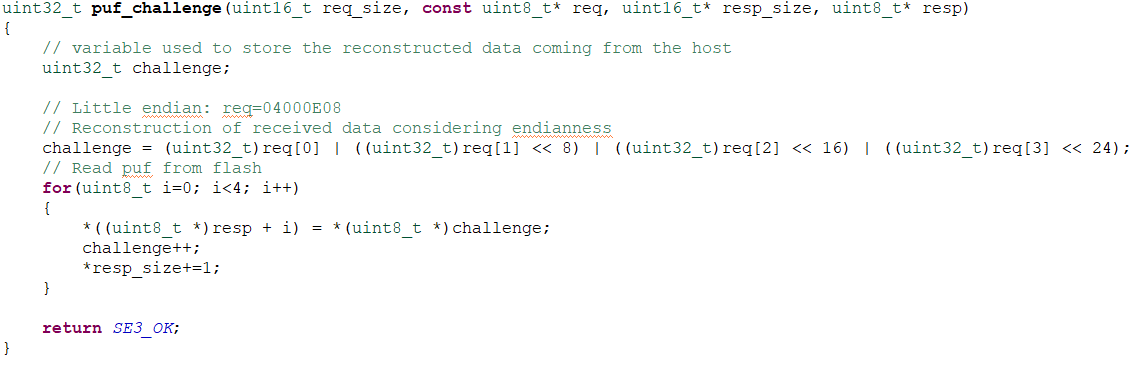 uint32_t puf_challenge(uint16_t req_size, const uint8_t* req, uint16_t* resp_size, uint8_t* resp)
{
    // variable used to store the reconstructed data coming from the host
    uint32_t challenge;

    // Little endian: req=04000E08
    // Reconstruction of received data considering endianness
    challenge = (uint32_t)req[0] | ((uint32_t)req[1] << 8) | ((uint32_t)req[2] << 16) | ((uint32_t)req[3] << 24);
    // Read puf from flash
    for(uint8_t i=0; i<4; i++)
    {
        *((uint8_t *)resp + i) = *(uint8_t *)challenge;
        challenge++;
        *resp_size+=1;
    }

    return SE3_OK;
}